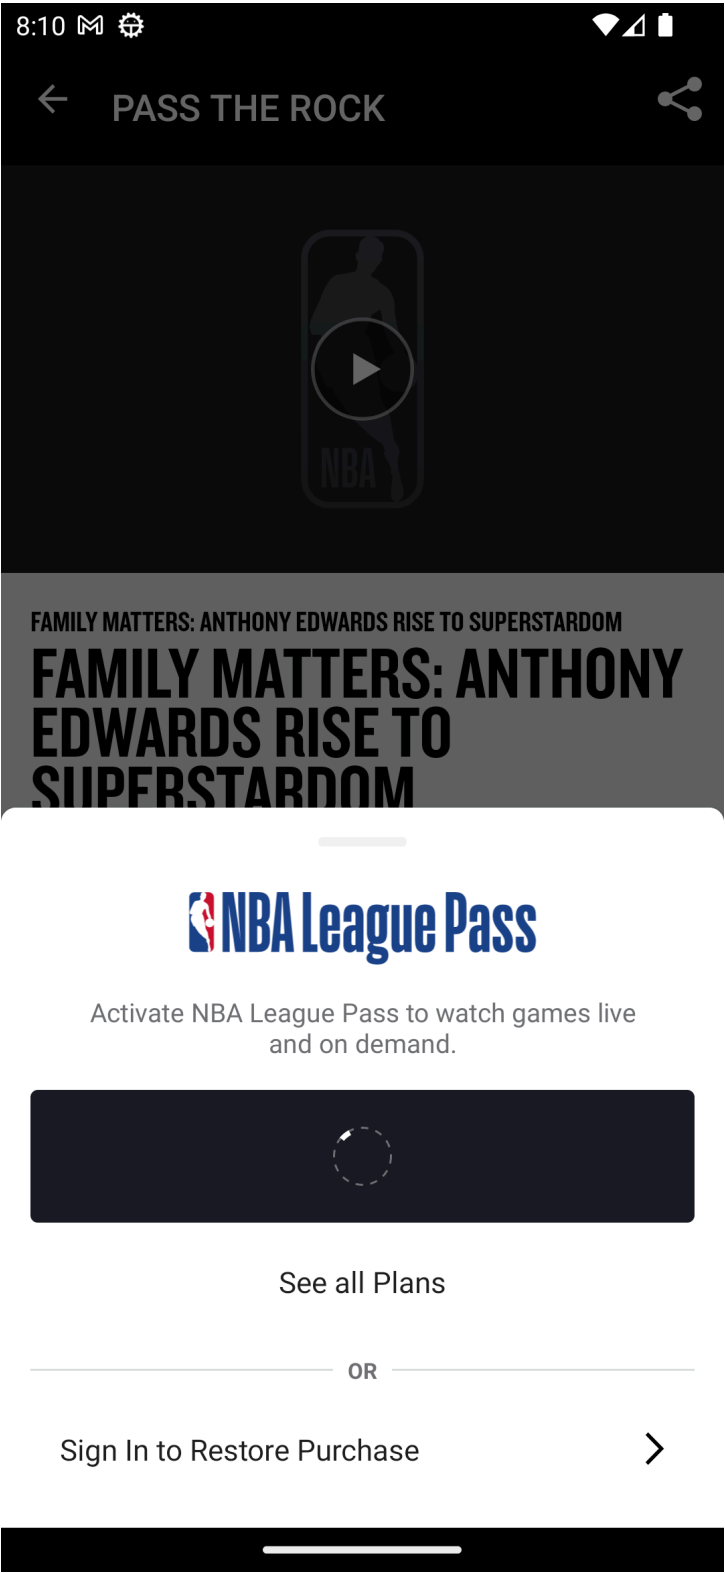 8:10
PASS THE ROCK
NBA
FAMILY MATTERS: ANTHONY EDWARDS RISE TO SUPERSTARDOM
FAMILY MATTERS: ANTHONY
EDWARDS RISE TO
SUPERSTARDOM
NBA League Pass
Activate NBA League Pass to watch games live
and on demand.
See all Plans
OR
Sign In to Restore Purchase